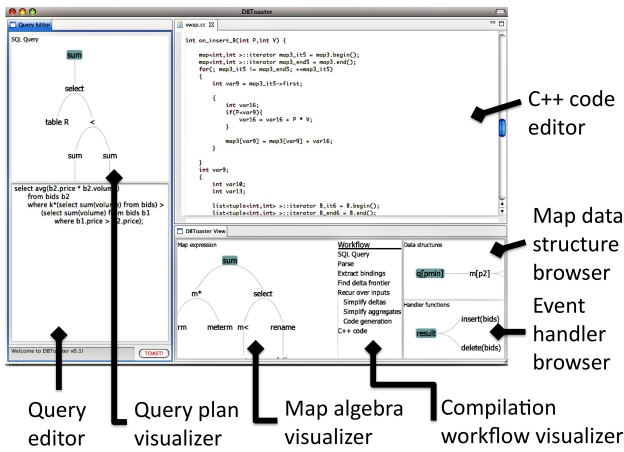 DBToaster
Query Editor
SQL Query
sum
select
table R
<
sum
sum
select avg(b2.price * b2.volume)
from bids b2
where k*(select sum(volume) from bids) >
(select sum(volume) from bids b1
where b1.price > b2.price);
Welcome to DBToaster v0.1!
TOAST!
vwap.cc
int on_insert_B(int P,int V) {
map<int,int >::iterator map3_it5 = map3.begin();
map<int,int >::iterator map3_end5 = map3.end();
for(; map3_it5 != map3_end5; ++map3_it5)
{
int var9 = map3_it5->first;
{
int var16;
if(P<var9){
var16 = var16 + P * V;
}
map3[var9] = map3[var9] + var16;
}
}
int var9;
{
int var10;
int var13;
list<tuple<int,int> >::iterator B_it6 = B.begin();
list<tuple<int,int> >::iterator B_end6 = B.end();
DBToaster View
Map expression
sum
m*
select
rm
meterm
m<
rename
Workflow
SQL Query
Parse
Extract bindings
Find delta frontier
Recur over inputs
Simplify deltas
Simplify aggregates
Code generation
C++ code
Data structures
q[pmin]
m[p2]
Handler functions
result
insert(bids)
delete(bids)
C++ code
editor
Map data
structure
browser
Event
handler
browser
Query
editor
Query plan
visualizer
Map algebra
visualizer
Compilation
workflow visualizer